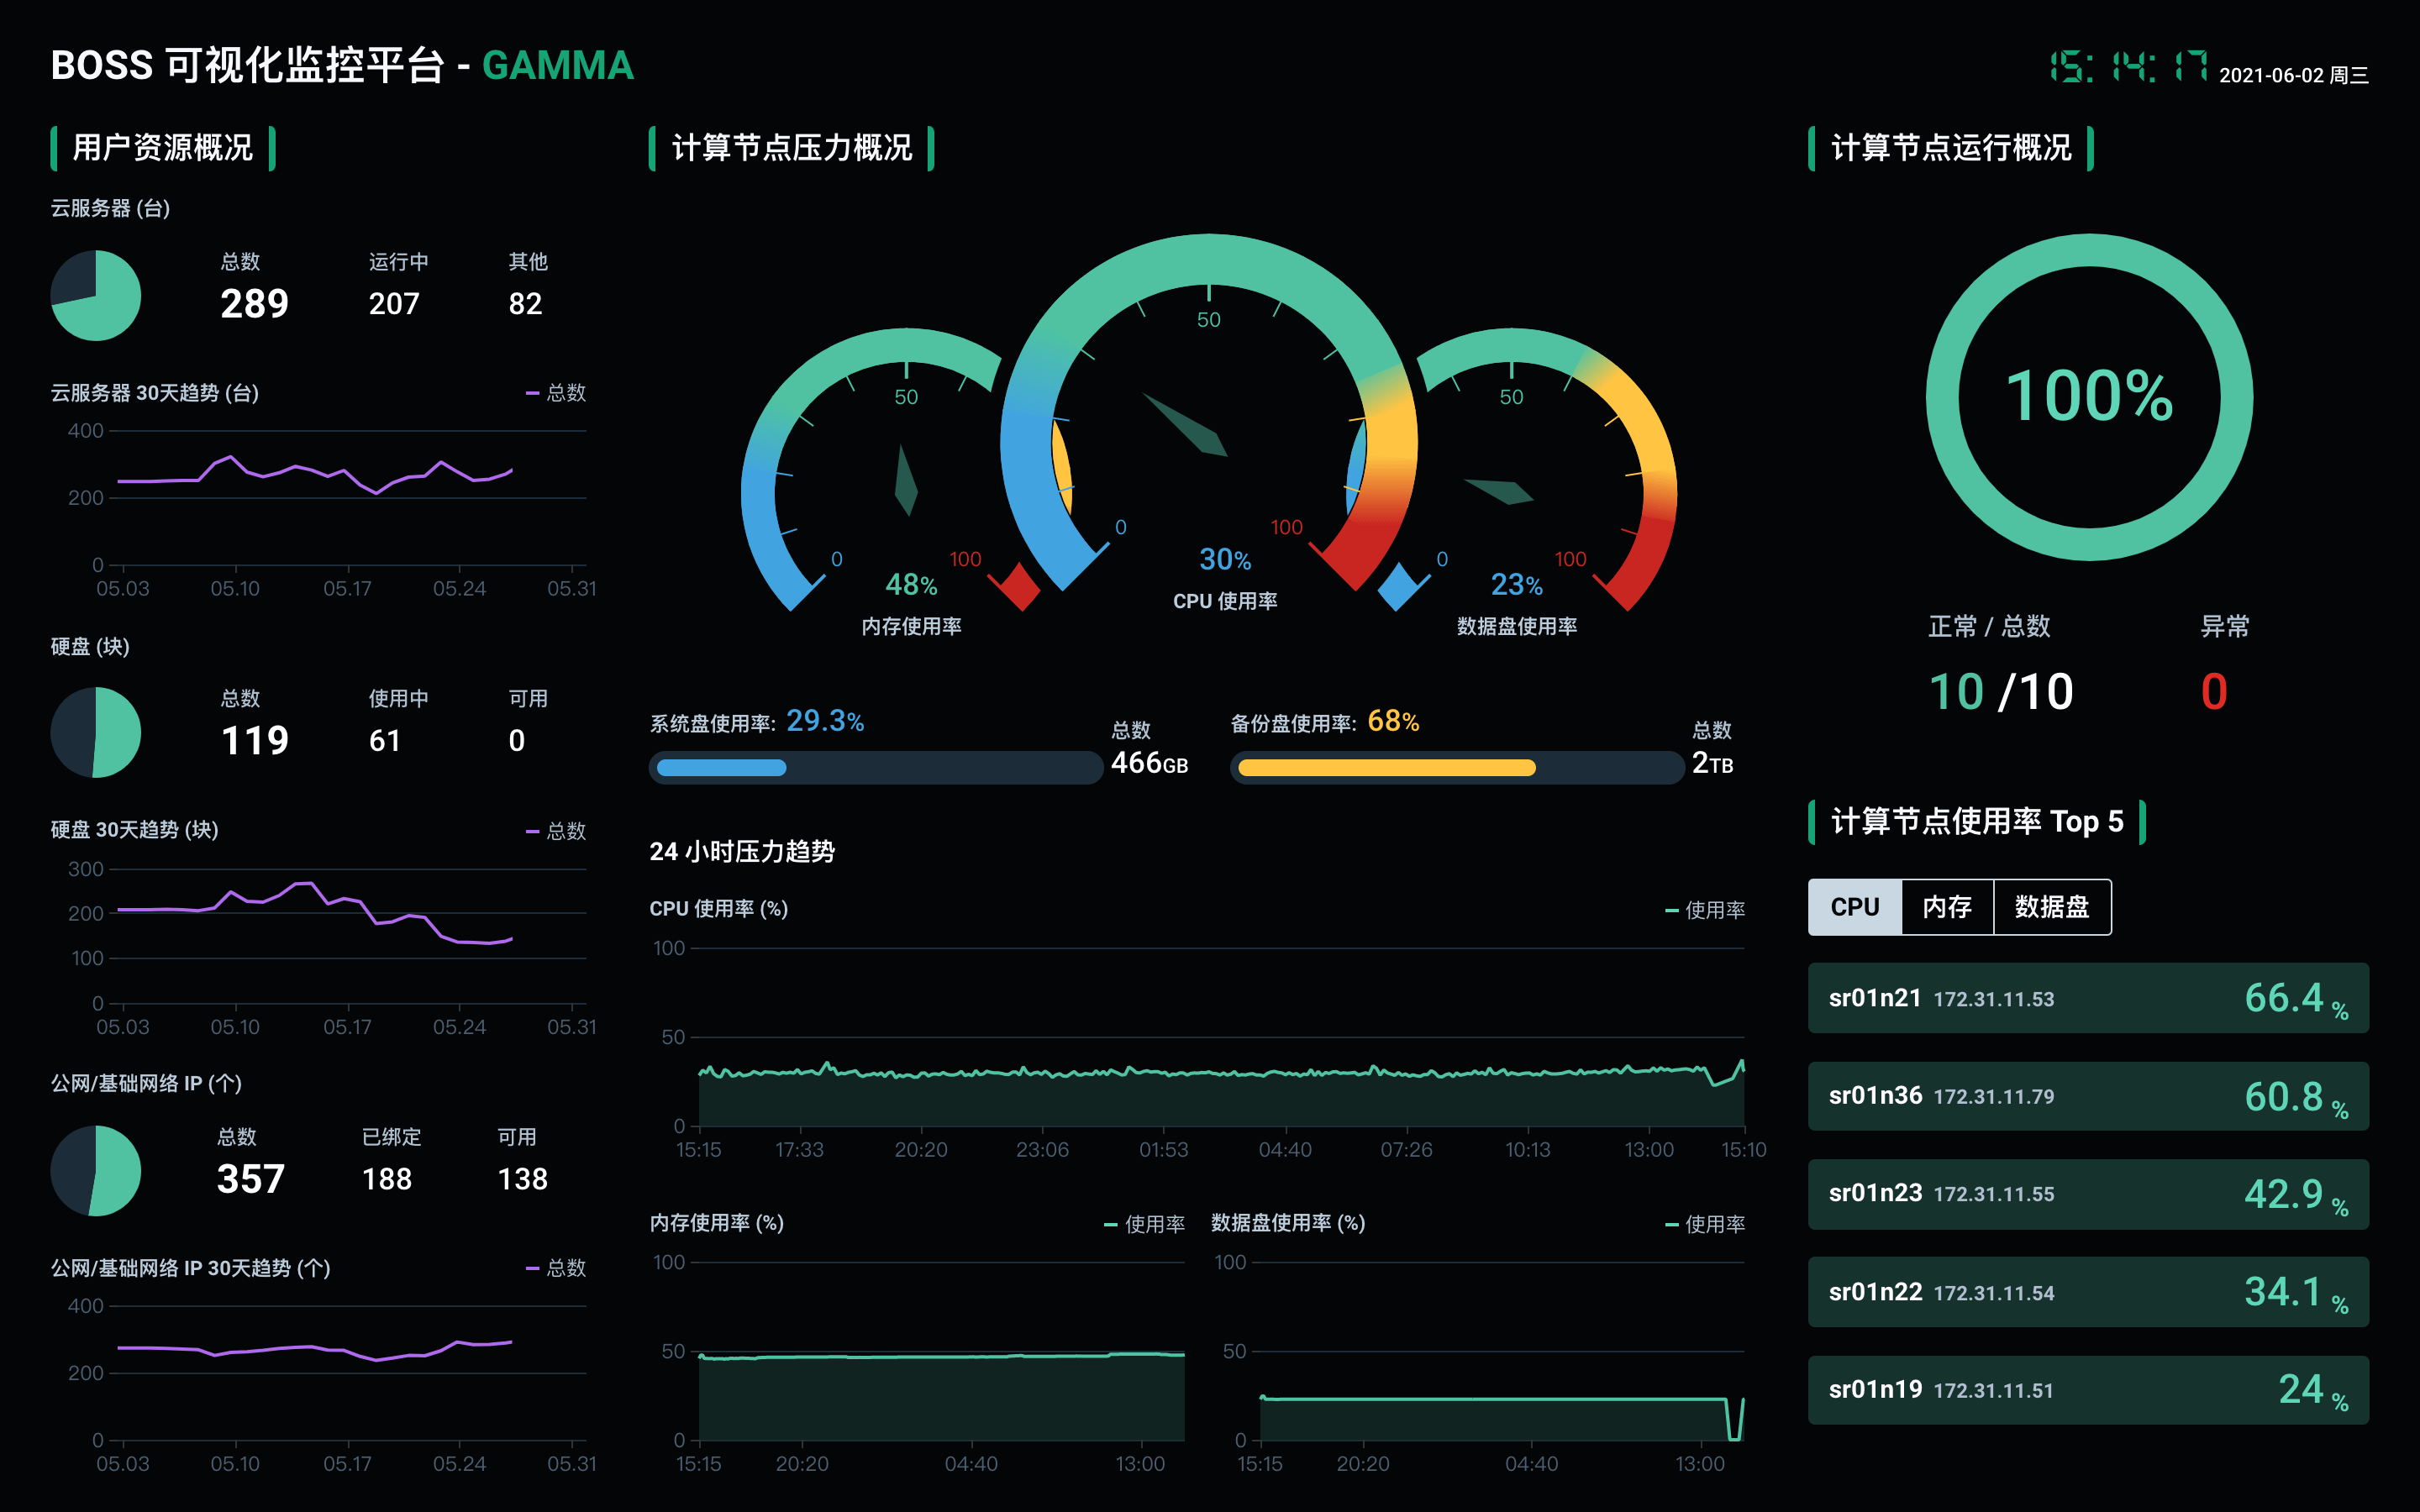 BOSS 可视化监控平台 - GAMMA
15:14:17 2021-06-02 周三
用户资源概况
云服务器 (台)
总数 运行中 其他
289 207 82
云服务器 30天趋势 (台)
总数
400
200
0
05.03 05.10 05.17 05.24 05.31
硬盘 (块)
总数 使用中 可用
119 61 0
硬盘 30天趋势 (块)
总数
300
200
100
0
05.03 05.10 05.17 05.24 05.31
公网/基础网络 IP (个)
总数 已绑定 可用
357 188 138
公网/基础网络 IP 30天趋势 (个)
总数
400
200
0
05.03 05.10 05.17 05.24 05.31
计算节点压力概况
50
0 100
48%
内存使用率
50
0 100
30%
CPU 使用率
50
0 100
23%
数据盘使用率
系统盘使用率: 29.3%
总数
466GB
备份盘使用率: 68%
总数
2TB
24 小时压力趋势
CPU 使用率 (%)
使用率
100
50
0
15:15 17:33 20:20 23:06 01:53 04:40 07:26 10:13 13:00 15:10
内存使用率 (%)
使用率
100
50
0
15:15 20:20 04:40 13:00
数据盘使用率 (%)
使用率
100
50
0
15:15 20:20 04:40 13:00
计算节点运行概况
100%
正常 / 总数 异常
10 /10 0
计算节点使用率 Top 5
CPU 内存 数据盘
sr01n21 172.31.11.53 66.4 %
sr01n36 172.31.11.79 60.8 %
sr01n23 172.31.11.55 42.9 %
sr01n22 172.31.11.54 34.1 %
sr01n19 172.31.11.51 24 %